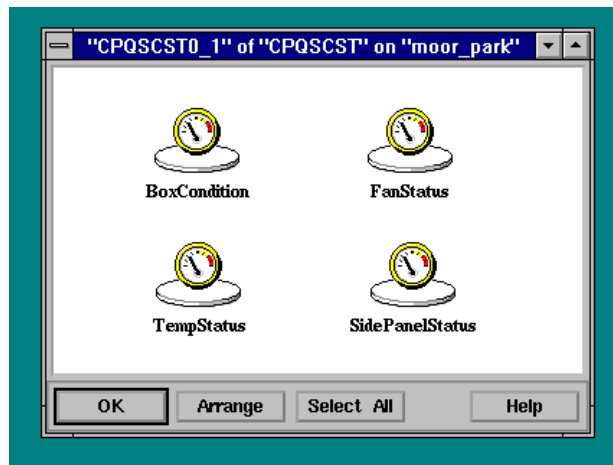 "CPQSCST0_1" of "CPQSCST" on "moor_park"
BoxCondition FanStatus
TempStatus SidePanelStatus
OK Arrange Select All Help